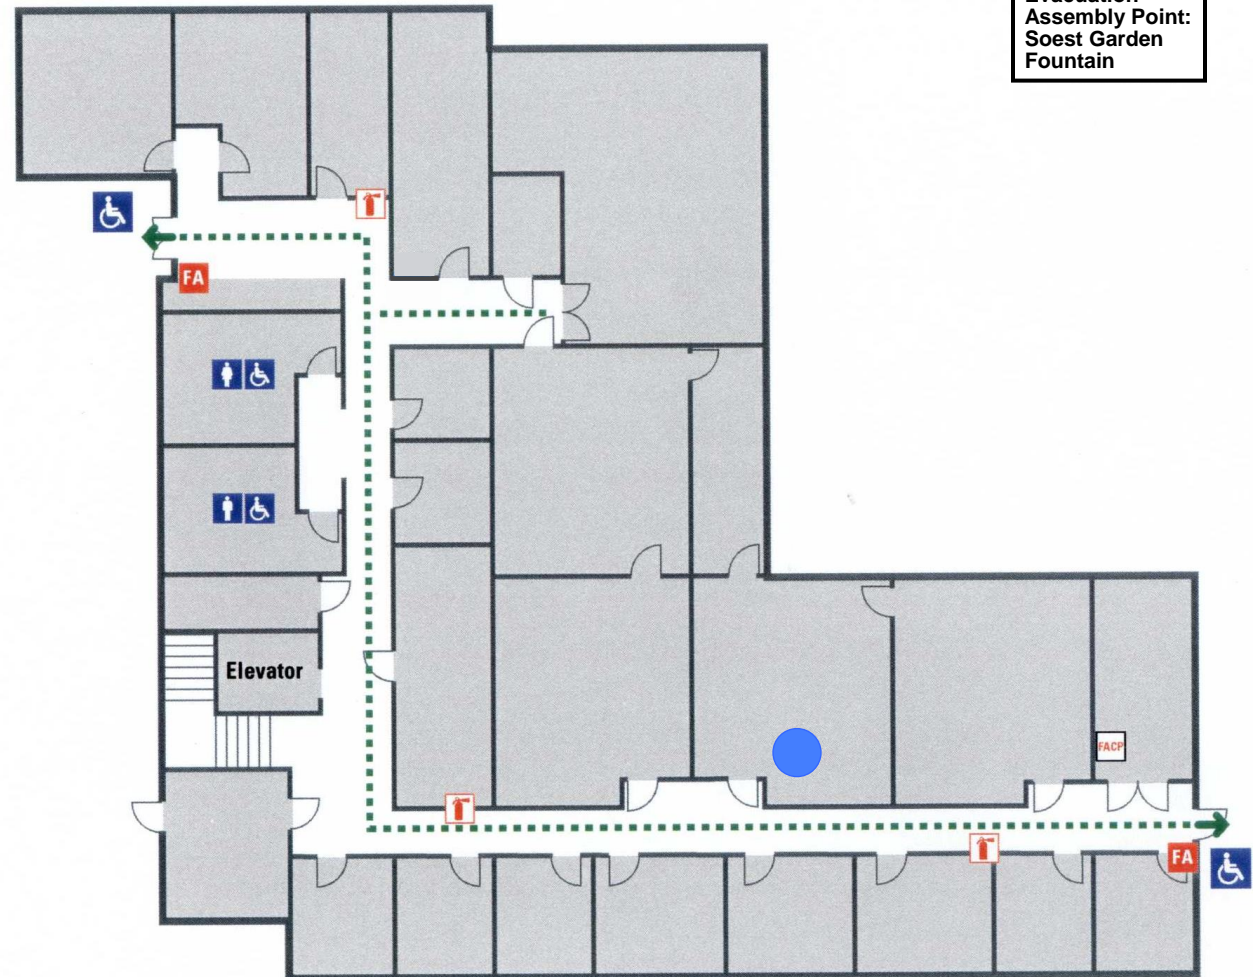 Assembly Point:
Soest Garden
Fountain
FA
Elevator
FACP
FA